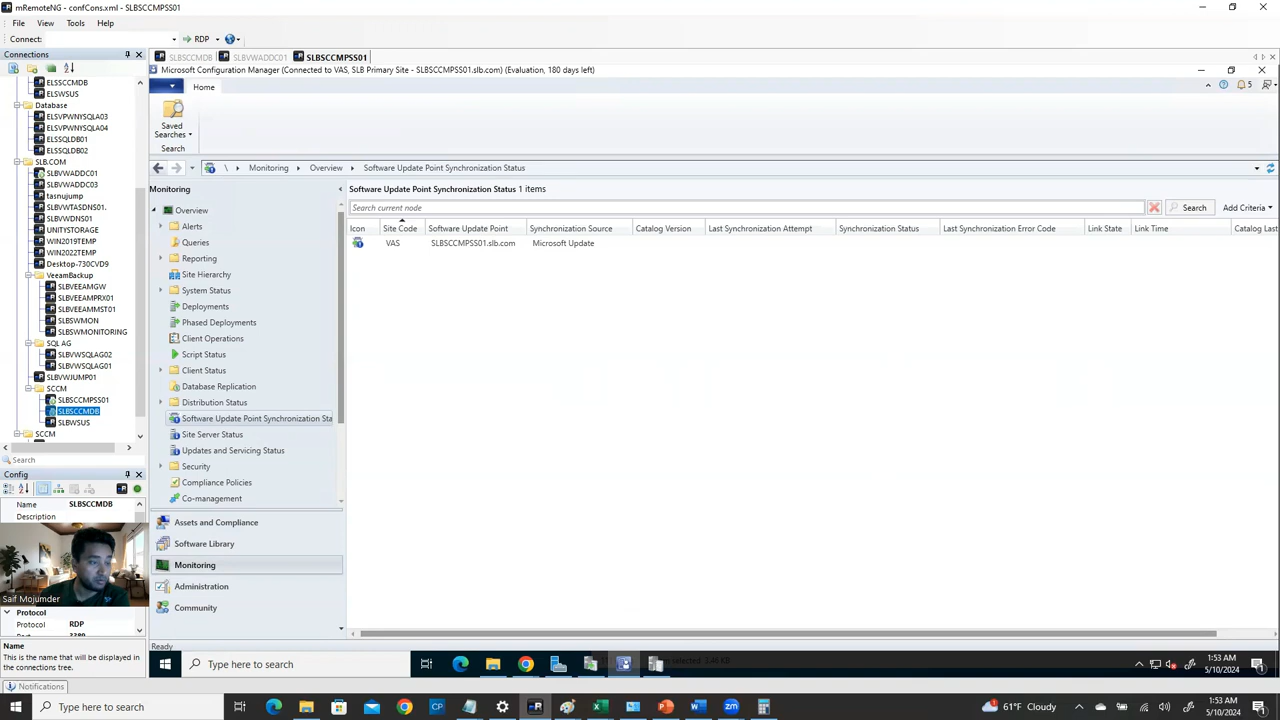 mRemoteNG - confCons.xml - SLBSCCMPSS01
File View Tools Help
Connect: RDP
Connections
ELSSCCMDB
ELSWSUS
Database
ELSVPWNYSQLA03
ELSVPWNYSQLA04
ELSSQLDB01
ELSSQLDB02
SLB.COM
SLBVWADDC01
SLBVWADDC03
tasnujump
SLBVWTASDNS01.
SLBVWDNS01
UNITYSTORAGE
WIN2019TEMP
WIN2022TEMP
Desktop-730CVD9
VeeamBackup
SLBVEEAMGW
SLBVEEAMPRX01
SLBVEEAMMST01
SLBSWMON
SLBSWMONITORING
SQL AG
SLBVWSQLAG02
SLBVWSQLAG01
SLBVWJUMP01
SCCM
SLBSCCMPSS01
SLBSCCMDB
SLBWSUS
SCCM
Search
Config
Name SLBSCCMDB
Description
Saif Mojumder
Protocol
Protocol RDP
Name
This is the name that will be displayed in
the connections tree.
Notifications
SLBSCCMDB SLBVWADDC01 SLBSCCMPSS01
Microsoft Configuration Manager (Connected to VAS, SLB Primary Site - SLBSCCMPSS01.slb.com) (Evaluation, 180 days left)
Home
5
Saved
Searches
Search
\ Monitoring Overview Software Update Point Synchronization Status
Monitoring
Overview
Alerts
Queries
Reporting
Site Hierarchy
System Status
Deployments
Phased Deployments
Client Operations
Script Status
Client Status
Database Replication
Distribution Status
Software Update Point Synchronization Sta
Site Server Status
Updates and Servicing Status
Security
Compliance Policies
Co-management
Assets and Compliance
Software Library
Monitoring
Administration
Community
Software Update Point Synchronization Status 1 items
Search current node
Search Add Criteria
Icon Site Code Software Update Point Synchronization Source Catalog Version Last Synchronization Attempt Synchronization Status Last Synchronization Error Code Link State Link Time Catalog Last
VAS SLBSCCMPSS01.slb.com Microsoft Update
Ready
Type here to search
1:53 AM
5/10/2024
Type here to search
61°F Cloudy
1:53 AM
5/10/2024